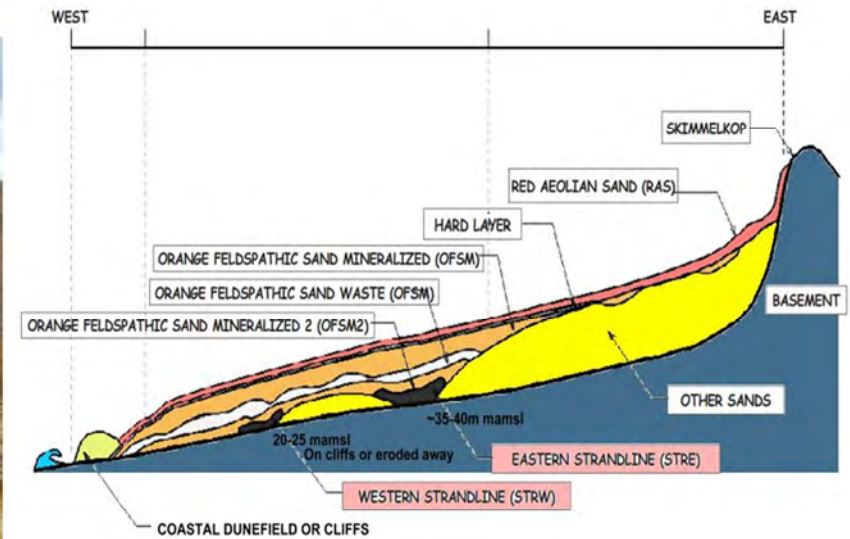 WEST
EAST
SKIMMELKOP
RED AEOLIAN SAND (RAS)
HARD LAYER
ORANGE FELDSPATHIC SAND MINERALIZED (OFSM)
ORANGE FELDSPATHIC SAND WASTE (OFSM)
ORANGE FELDSPATHIC SAND MINERALIZED 2 (OFSM2)
BASEMENT
OTHER SANDS
~35-40m mamsl
20-25 mamsl
On cliffs or eroded away
EASTERN STRANDLINE (STRE)
WESTERN STRANDLINE (STRW)
COASTAL DUNEFIELD OR CLIFFS